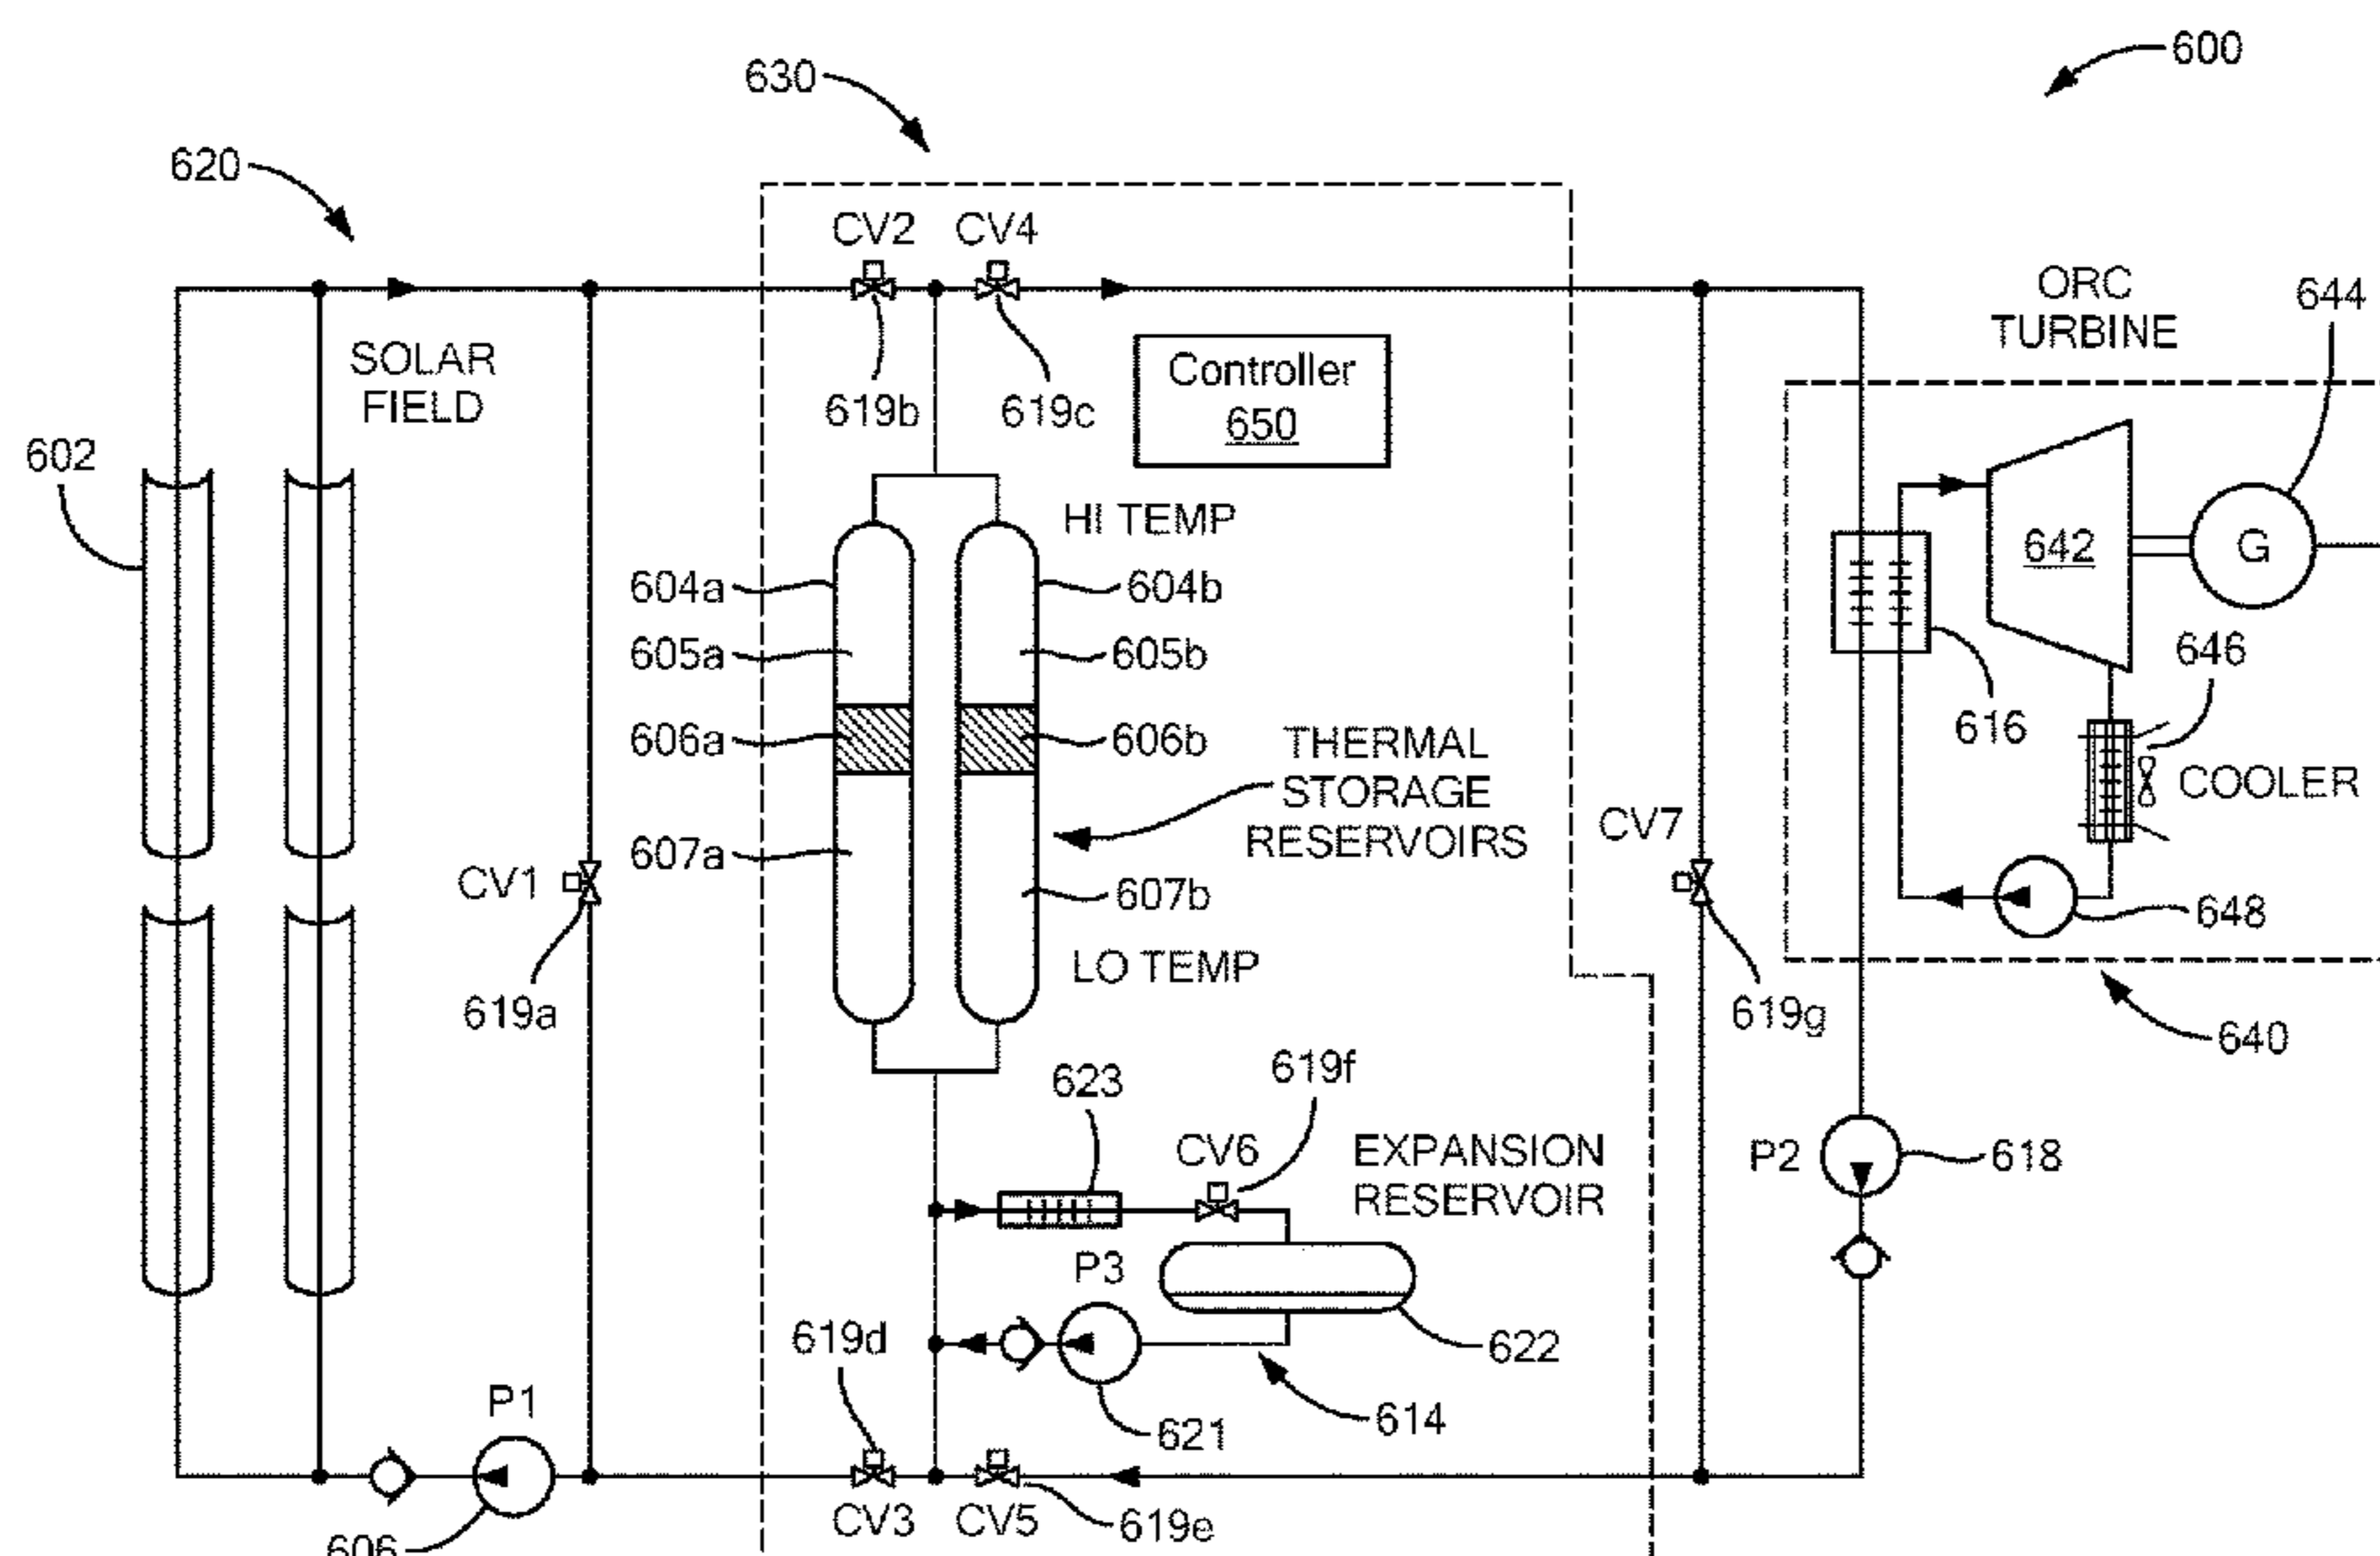 600
630
620
CV2 CV4
ORC
TURBINE
644
SOLAR
FIELD
619b
619c
Controller
650
602
HI TEMP
642
G
604a
604b
605a
605b
646
616
606a
606b
THERMAL
STORAGE
RESERVOIRS
COOLER
CV7
607a
CV1
607b
648
LO TEMP
619a
619g
640
623
619f
CV6
EXPANSION
RESERVOIR
P2
618
P3
619d
622
P1
621
614
CV3 CV5
619e
606